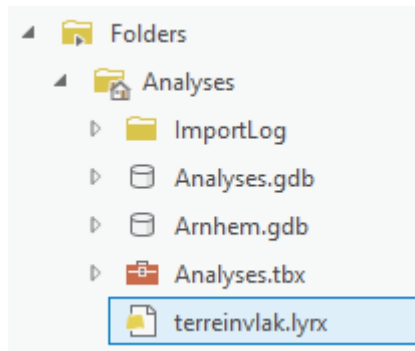 Folders
Analyses
ImportLog
Analyses.gdb
Arnhem.gdb
Analyses.tbx
terreinvlak.lyrx